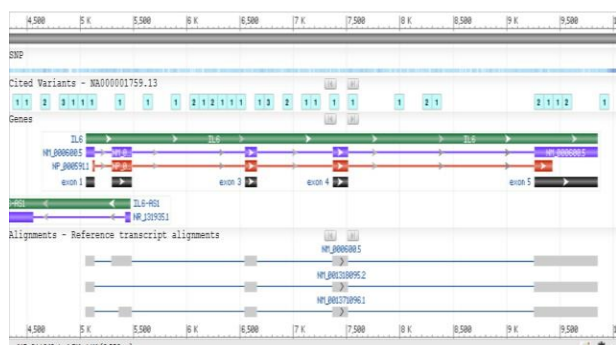 4,500 5 K 5,500 6 K 6,500 7 K 7,500 8 K 8,500 9 K 9,500
SNP
Cited Variants - NA000001759.13
1 1 2 3 1 1 1 1 1 1 2 1 2 1 1 1 1 3 2 1 1 1 1 1 2 1 2 1 1 2 1
Genes
IL6 IL6 IL6
NM_000600.5 NM_0 NM_000600.5
NP_000591.1 NP_0
exon 1 exon 3 exon 4 exon 5
-AS1 IL6-AS1
NR_131935.1
Alignments - Reference transcript alignments
NM_000600.5
NM_001318095.2
NM_001371096.1
4,500 5 K 5,500 6 K 6,500 7 K 7,500 8 K 8,500 9 K 9,500